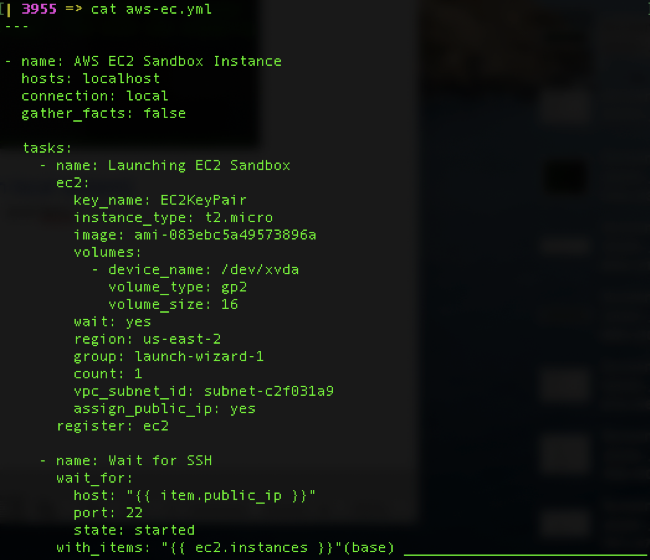 [| 3955 => cat aws-ec.yml
---
- name: AWS EC2 Sandbox Instance
  hosts: localhost
  connection: local
  gather_facts: false
  tasks:
    - name: Launching EC2 Sandbox
      ec2:
        key_name: EC2KeyPair
        instance_type: t2.micro
        image: ami-083ebc5a49573896a
        volumes:
          - device_name: /dev/xvda
            volume_type: gp2
            volume_size: 16
        wait: yes
        region: us-east-2
        group: launch-wizard-1
        count: 1
        vpc_subnet_id: subnet-c2f031a9
        assign_public_ip: yes
      register: ec2
    - name: Wait for SSH
      wait_for:
        host: "{{ item.public_ip }}"
        port: 22
        state: started
      with_items: "{{ ec2.instances }}"(base) ____________________________